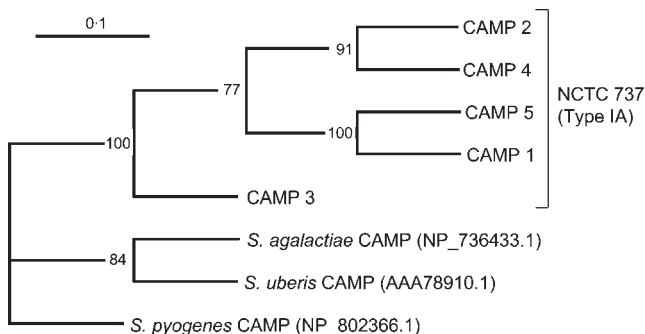 0·1
CAMP 2
91
CAMP 4
77
NCTC 737
(Type IA)
CAMP 5
100
CAMP 1
100
CAMP 3
S. agalactiae CAMP (NP_736433.1)
84
S. uberis CAMP (AAA78910.1)
S. pyogenes CAMP (NP_802366.1)